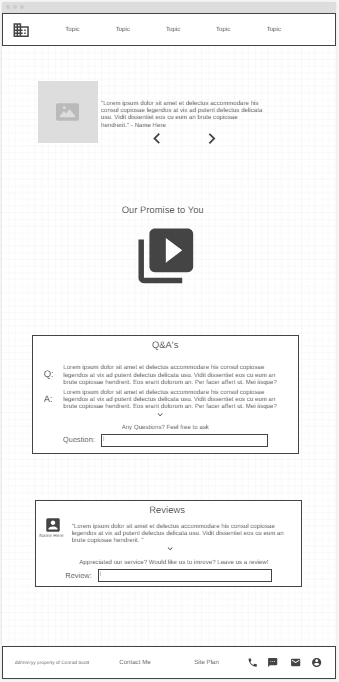 Topic Topic Topic Topic Topic
"Lorem ipsum dolor sit amet et delectus accommodare his
consul copiosae legendos at vix ad putent delectus delicata
usu. Vidit dissentiet eos cu eum an brute copiosae
hendrerit." - Name Here
Our Promise to You
Q&A's
Q: Lorem ipsum dolor sit amet et delectus accommodare his consul copiosae
legendos at vix ad putent delectus delicata usu. Vidit dissentiet eos cu eum an
brute copiosae hendrerit. Eos erant dolorum an. Per facer affert ut. Mei iisque?
A: Lorem ipsum dolor sit amet et delectus accommodare his consul copiosae
legendos at vix ad putent delectus delicata usu. Vidit dissentiet eos cu eum an
brute copiosae hendrerit. Eos erant dolorum an. Per facer affert ut. Mei iisque?
Any Questions? Feel free to ask
Question:
Reviews
Name Here
"Lorem ipsum dolor sit amet et delectus accommodare his consul copiosae
legendos at vix ad putent delectus delicata usu. Vidit dissentiet eos cu eum an
brute copiosae hendrerit. "
Appreciated our service? Would like us to imrove? Leave us a review!
Review:
property of Conrad Contact Me Site Plan